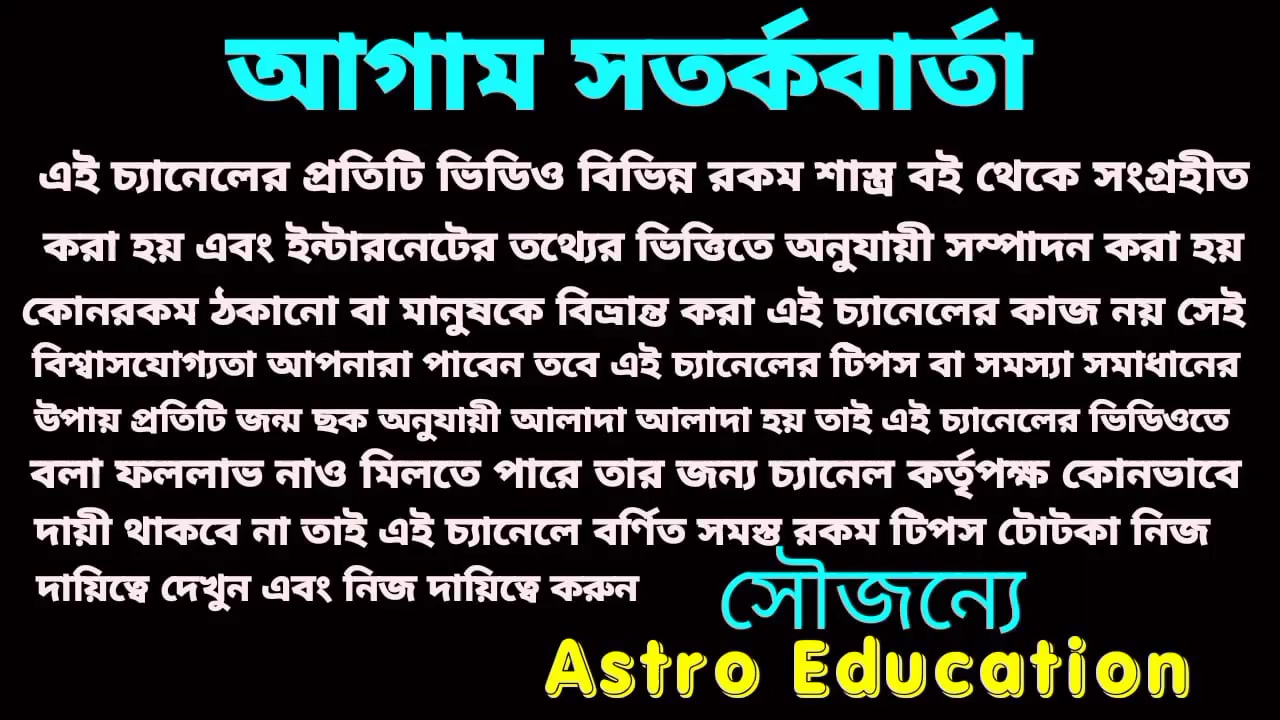 আগাম সতর্কবার্তা
এই চ্যানেলের প্রতিটি ভিডিও বিভিন্ন রকম শাস্ত্র বই থেকে সংগ্রহীত
করা হয় এবং ইন্টারনেটের তথ্যের ভিত্তিতে অনুযায়ী সম্পাদন করা হয়
কোনরকম ঠকানো বা মানুষকে বিভ্রান্ত করা এই চ্যানেলের কাজ নয় সেই
বিশ্বাসযোগ্যতা আপনারা পাবেন তবে এই চ্যানেলের টিপস বা সমস্যা সমাধানের
উপায় প্রতিটি জন্ম ছক অনুযায়ী আলাদা আলাদা হয় তাই এই চ্যানেলের ভিডিওতে
বলা ফললাভ নাও মিলতে পারে তার জন্য চ্যানেল কর্তৃপক্ষ কোনভাবে
দায়ী থাকবে না তাই এই চ্যানেলে বর্ণিত সমস্ত রকম টিপস টোটকা নিজ
দায়িত্বে দেখুন এবং নিজ দায়িত্বে করুন
সৌজন্যে
Astro Education